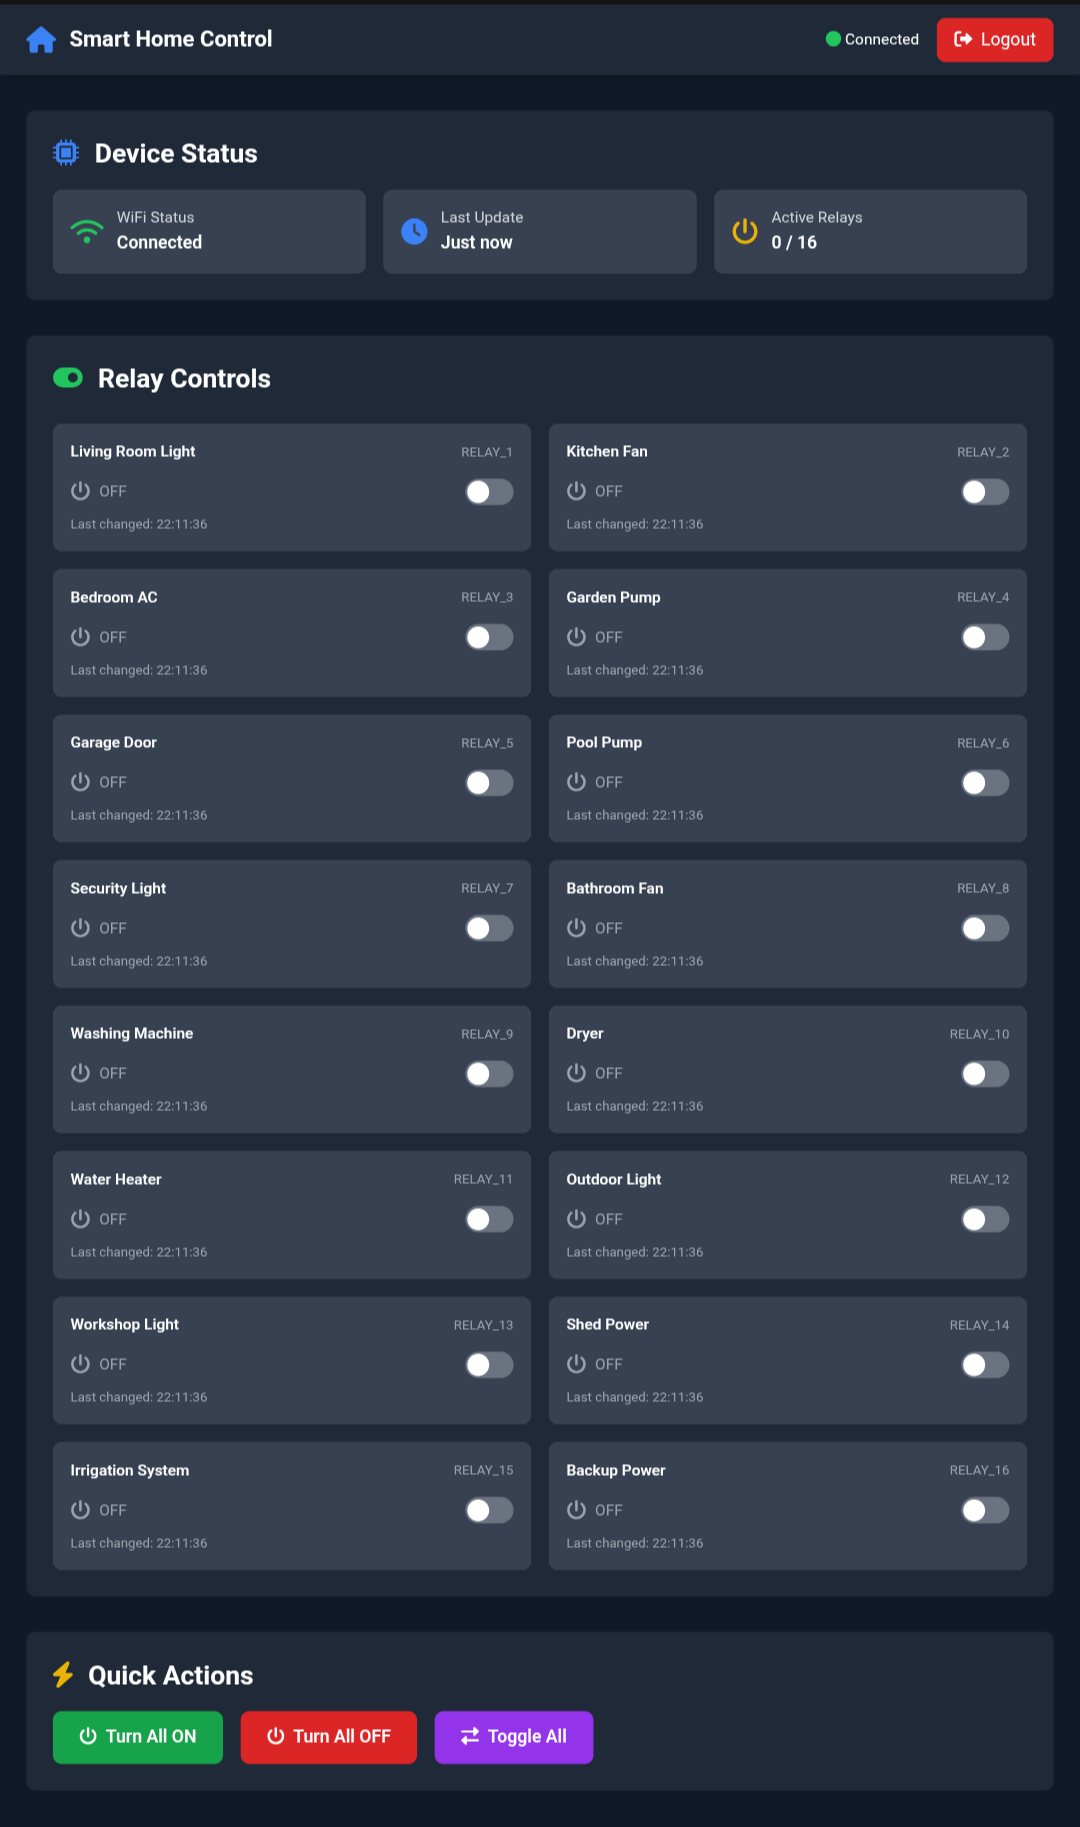 Smart Home Control
Connected
Logout
Device Status
WiFi Status
Connected
Last Update
Just now
Active Relays
0 / 16
Relay Controls
Living Room Light
RELAY_1
OFF
Last changed: 22:11:36
Kitchen Fan
RELAY_2
OFF
Last changed: 22:11:36
Bedroom AC
RELAY_3
OFF
Last changed: 22:11:36
Garden Pump
RELAY_4
OFF
Last changed: 22:11:36
Garage Door
RELAY_5
OFF
Last changed: 22:11:36
Pool Pump
RELAY_6
OFF
Last changed: 22:11:36
Security Light
RELAY_7
OFF
Last changed: 22:11:36
Bathroom Fan
RELAY_8
OFF
Last changed: 22:11:36
Washing Machine
RELAY_9
OFF
Last changed: 22:11:36
Dryer
RELAY_10
OFF
Last changed: 22:11:36
Water Heater
RELAY_11
OFF
Last changed: 22:11:36
Outdoor Light
RELAY_12
OFF
Last changed: 22:11:36
Workshop Light
RELAY_13
OFF
Last changed: 22:11:36
Shed Power
RELAY_14
OFF
Last changed: 22:11:36
Irrigation System
RELAY_15
OFF
Last changed: 22:11:36
Backup Power
RELAY_16
OFF
Last changed: 22:11:36
Quick Actions
Turn All ON
Turn All OFF
Toggle All